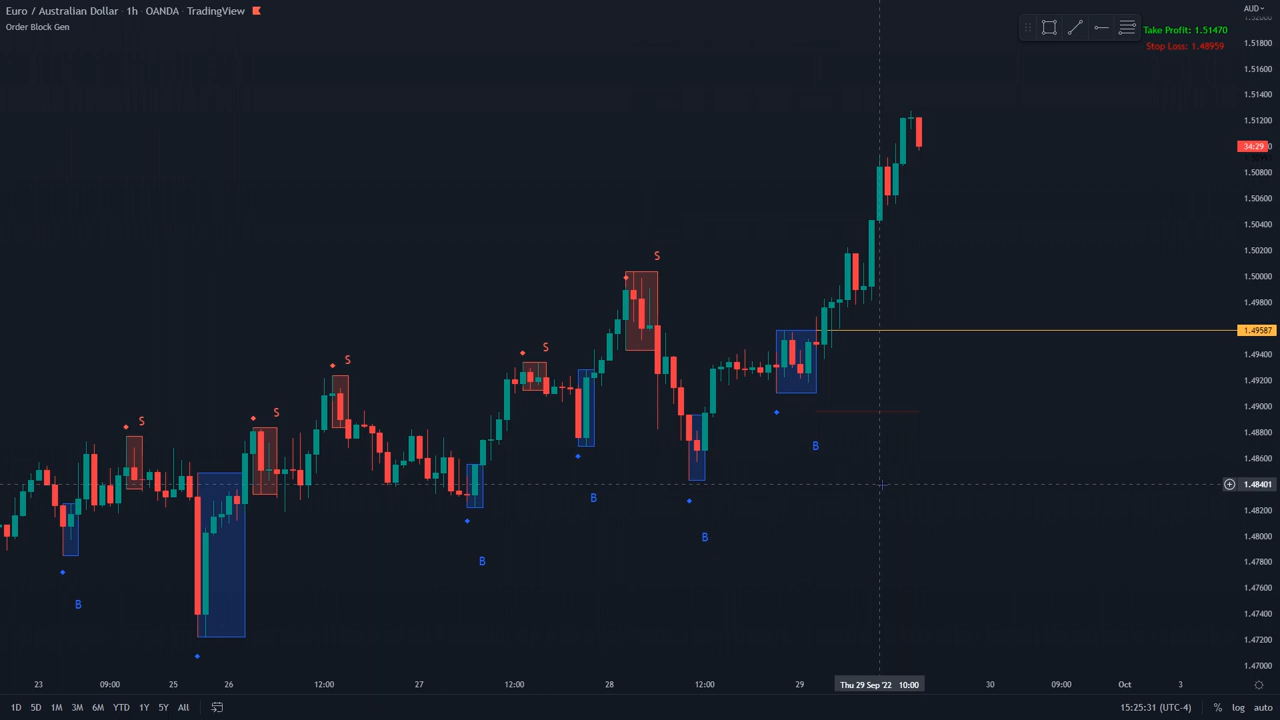 Euro / Australian Dollar · 1h · OANDA · TradingView
Order Block Gen
Take Profit: 1.51470
Stop Loss: 1.48959
AUD
1.51800
1.51600
1.51400
1.51200
34:29
1.50800
1.50600
1.50400
1.50200
1.50000
1.49800
1.49587
1.49400
1.49200
1.49000
1.48800
1.48600
1.48401
1.48200
1.48000
1.47800
1.47600
1.47400
1.47200
1.47000
S
S
S
S
S
B
B
B
B
B
23 09:00 25 26 12:00 27 12:00 28 12:00 29 Thu 29 Sep '22 10:00 30 09:00 Oct 3
1D 5D 1M 3M 6M YTD 1Y 5Y All 15:25:31 (UTC-4) % log auto